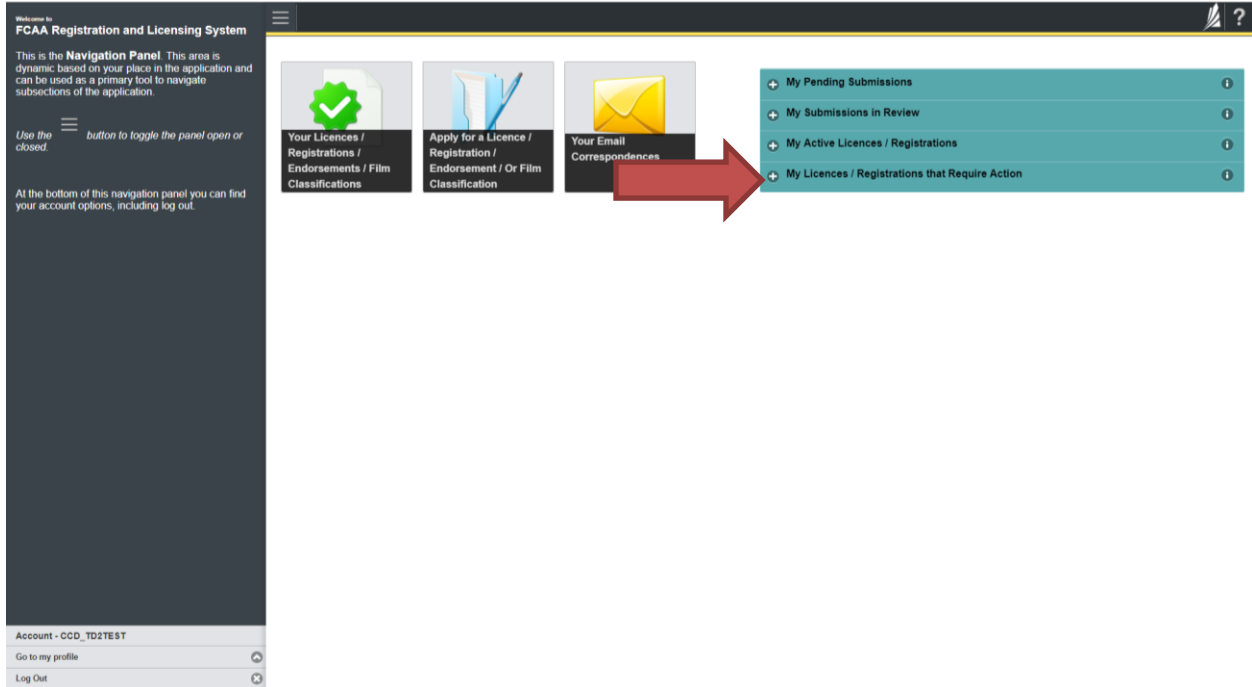 Welcome to
FCAA Registration and Licensing System
This is the Navigation Panel. This area is
dynamic based on your place in the application and
can be used as a primary tool to navigate
subsections of the application.
Use the button to toggle the panel open or
closed.
At the bottom of this navigation panel you can find
your account options, including log out.
Account - CCD_TD2TEST
Go to my profile
Log Out
?
Your Licences /
Registrations /
Endorsements / Film
Classifications
Apply for a Licence /
Registration /
Endorsement / Or Film
Classification
Your Email
Correspondences
My Pending Submissions
My Submissions in Review
My Active Licences / Registrations
My Licences / Registrations that Require Action